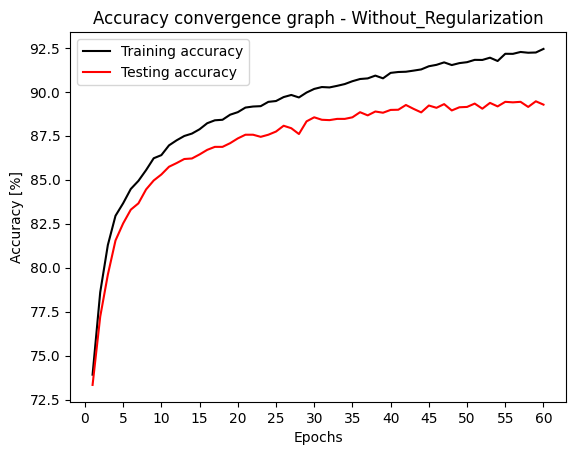 Accuracy convergence graph - Without_Regularization
Training accuracy
Testing accuracy
Accuracy [%]
92.5
90.0
87.5
85.0
82.5
80.0
77.5
75.0
72.5
0 5 10 15 20 25 30 35 40 45 50 55 60
Epochs